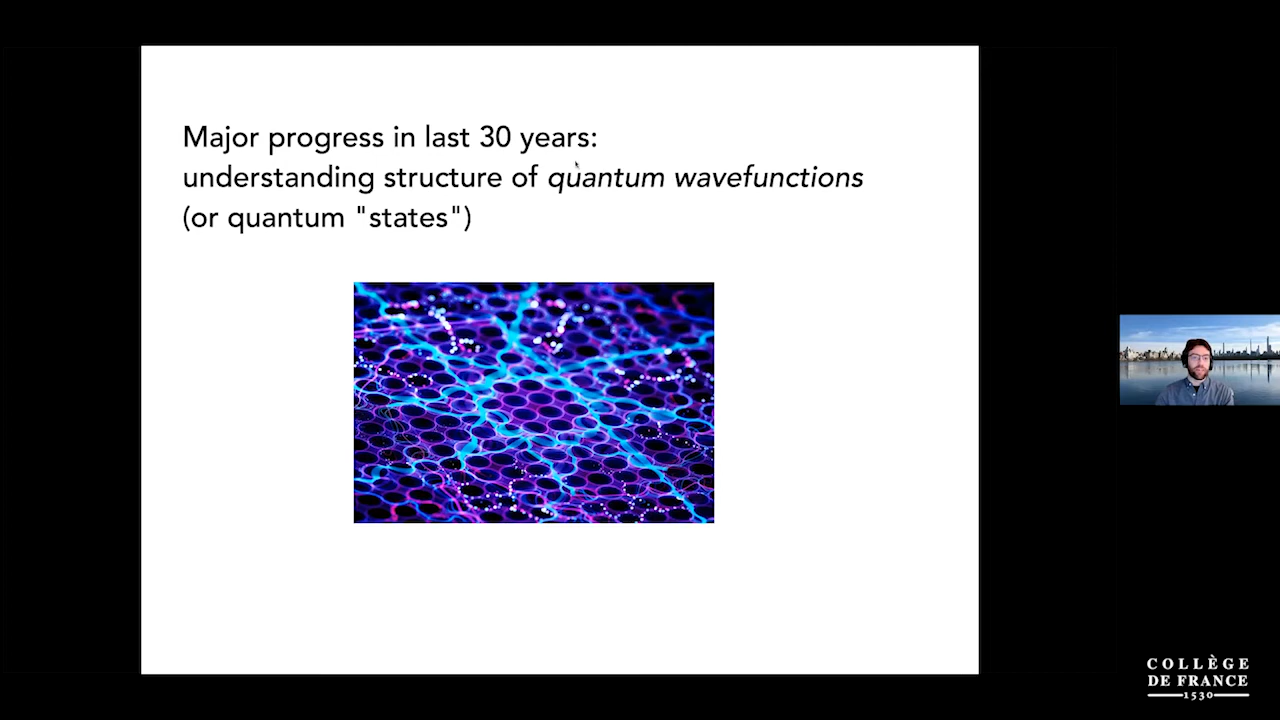 Major progress in last 30 years:
understanding structure of quantum wavefunctions
(or quantum "states")
COLLÈGE
DE FRANCE
1530